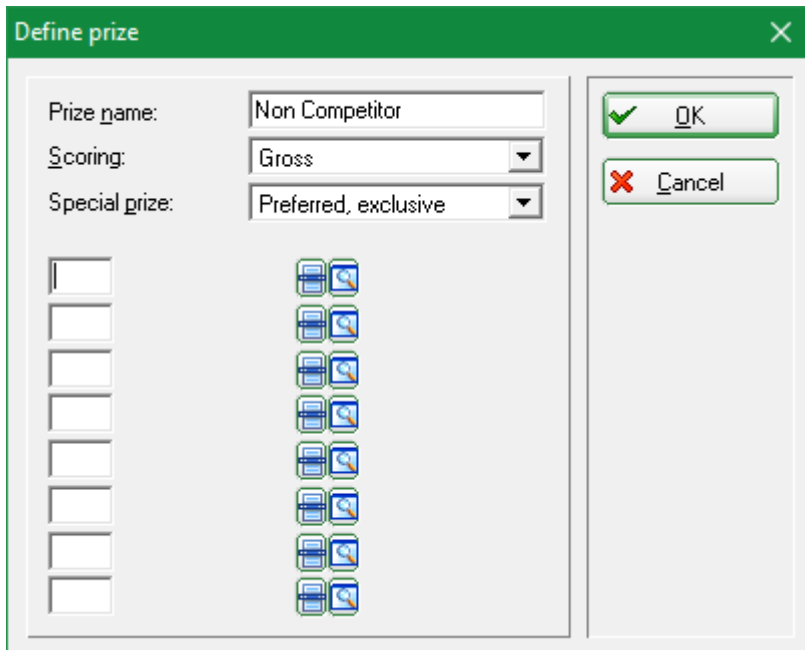 Define prize
Prize name: Non Competitor
OK
Scoring: Gross
Cancel
Special prize: Preferred, exclusive